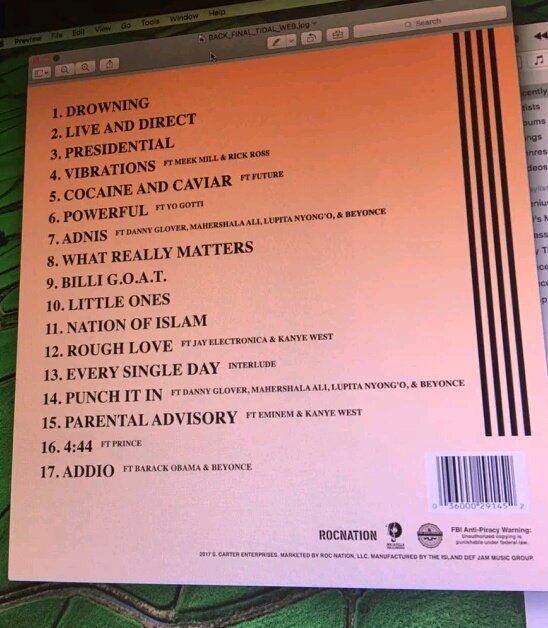 Preview File Edit View Go Tools Window Help
BACK_FINAL_TIDAL_WEB.jpg
Search
1. DROWNING
2. LIVE AND DIRECT
3. PRESIDENTIAL
4. VIBRATIONS FT MEEK MILL & RICK ROSS
5. COCAINE AND CAVIAR FT FUTURE
6. POWERFUL FT YO GOTTI
7. ADNIS FT DANNY GLOVER, MAHERSHALA ALI, LUPITA NYONG'O, & BEYONCE
8. WHAT REALLY MATTERS
9. BILLI G.O.A.T.
10. LITTLE ONES
11. NATION OF ISLAM
12. ROUGH LOVE FT JAY ELECTRONICA & KANYE WEST
13. EVERY SINGLE DAY INTERLUDE
14. PUNCH IT IN FT DANNY GLOVER, MAHERSHALA ALI, LUPITA NYONG'O, & BEYONCE
15. PARENTAL ADVISORY FT EMINEM & KANYE WEST
16. 4:44 FT PRINCE
17. ADDIO FT BARACK OBAMA & BEYONCE
0 36000 29145 2
ROCNATION
FBI Anti-Piracy Warning:
Unauthorized copying is
punishable under federal law.
2017 S. CARTER ENTERPRISES. MARKETED BY ROC NATION, LLC. MANUFACTURED BY THE ISLAND DEF JAM MUSIC GROUP.